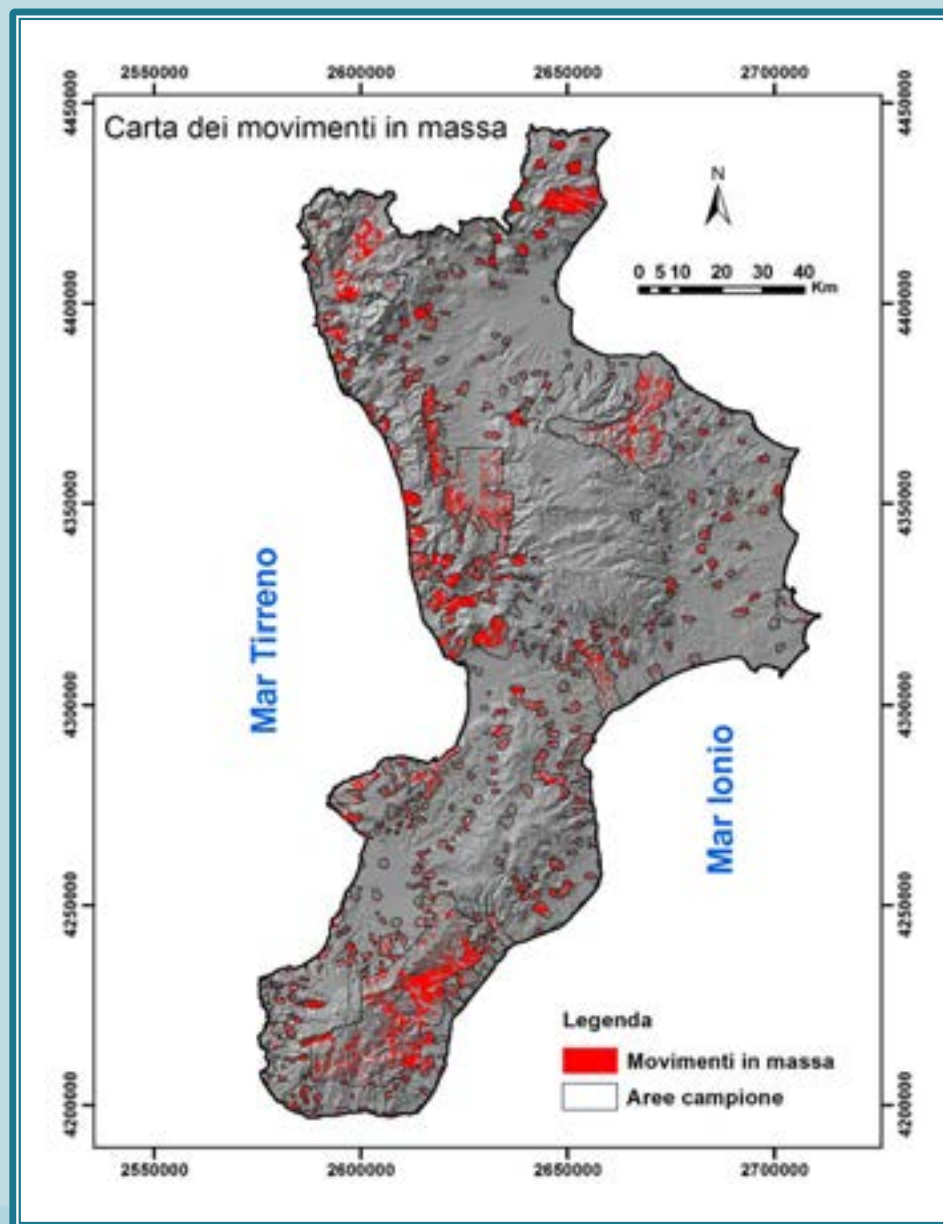 2550000 2600000 2650000 2700000
Carta dei movimenti in massa
N
0 5 10 20 30 40
Km
4450000 4450000
4400000 4400000
4350000 4350000
Mar Tirreno
4300000 4300000
Mar Ionio
4250000 4250000
Legenda
Movimenti in massa
Aree campione
4200000 4200000
2550000 2600000 2650000 2700000